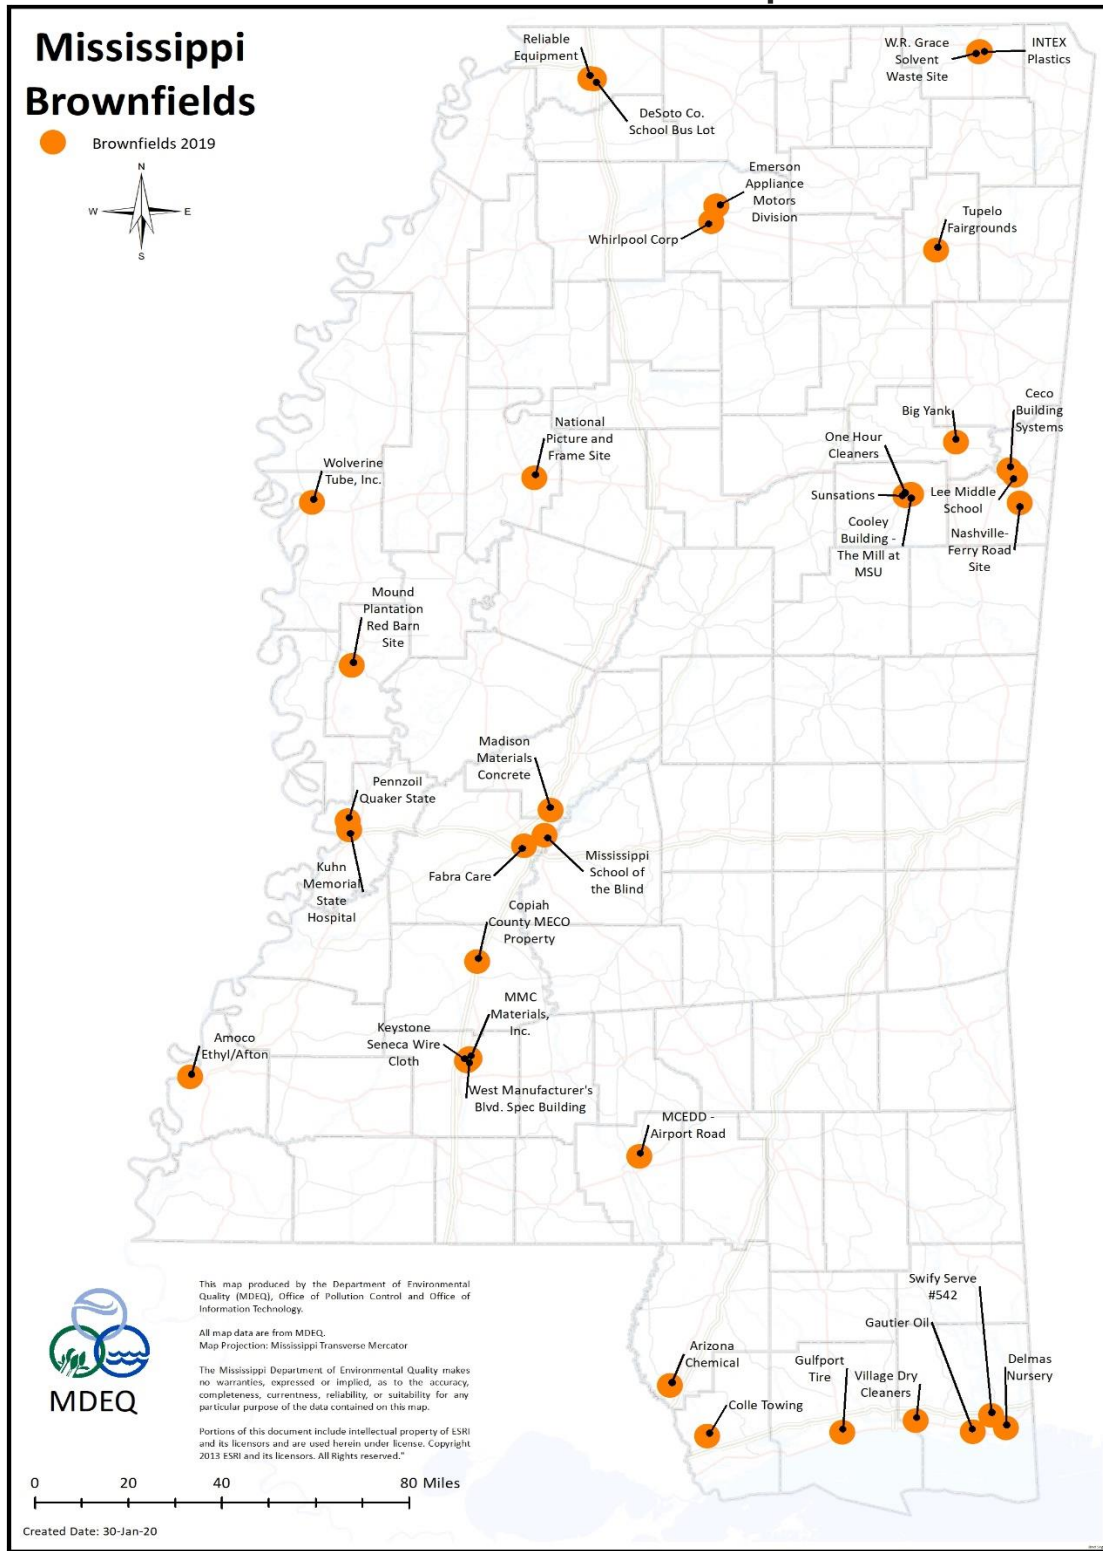 Mississippi
Brownfields
Brownfields 2019
N
W
E
S
Reliable
Equipment
DeSoto Co.
School Bus Lot
W.R. Grace
Solvent
Waste Site
INTEX
Plastics
Emerson
Appliance
Motors
Division
Whirlpool Corp
Tupelo
Fairgrounds
Big Yank
Ceco
Building
Systems
One Hour
Cleaners
National
Picture and
Frame Site
Wolverine
Tube, Inc.
Sunsations
Lee Middle
School
Cooley
Building -
The Mill at
MSU
Nashville-
Ferry Road
Site
Mound
Plantation
Red Barn
Site
Madison
Materials
Concrete
Pennzoil
Quaker State
Kuhn
Memorial
State
Hospital
Fabra Care
Mississippi
School of
the Blind
Copiah
County MECO
Property
MMC
Materials,
Inc.
Keystone
Seneca Wire
Cloth
Amoco
Ethyl/Afton
West Manufacturer's
Blvd. Spec Building
MCEDD -
Airport Road
Swify Serve
#542
Gautier Oil
Arizona
Chemical
Gulfport
Tire
Village Dry
Cleaners
Delmas
Nursery
Colle Towing
This map produced by the Department of Environmental
Quality (MDEQ), Office of Pollution Control and Office of
Information Technology.
All map data are from MDEQ.
Map Projection: Mississippi Transverse Mercator
The Mississippi Department of Environmental Quality makes
no warranties, expressed or implied, as to the accuracy,
completeness, currentness, reliability, or suitability for any
particular purpose of the data contained on this map.
Portions of this document include intellectual property of ESRI
and its licensors and are used herein under license. Copyright
2013 ESRI and its licensors. All Rights reserved."
MDEQ
0 20 40 80 Miles
Created Date: 30-Jan-20